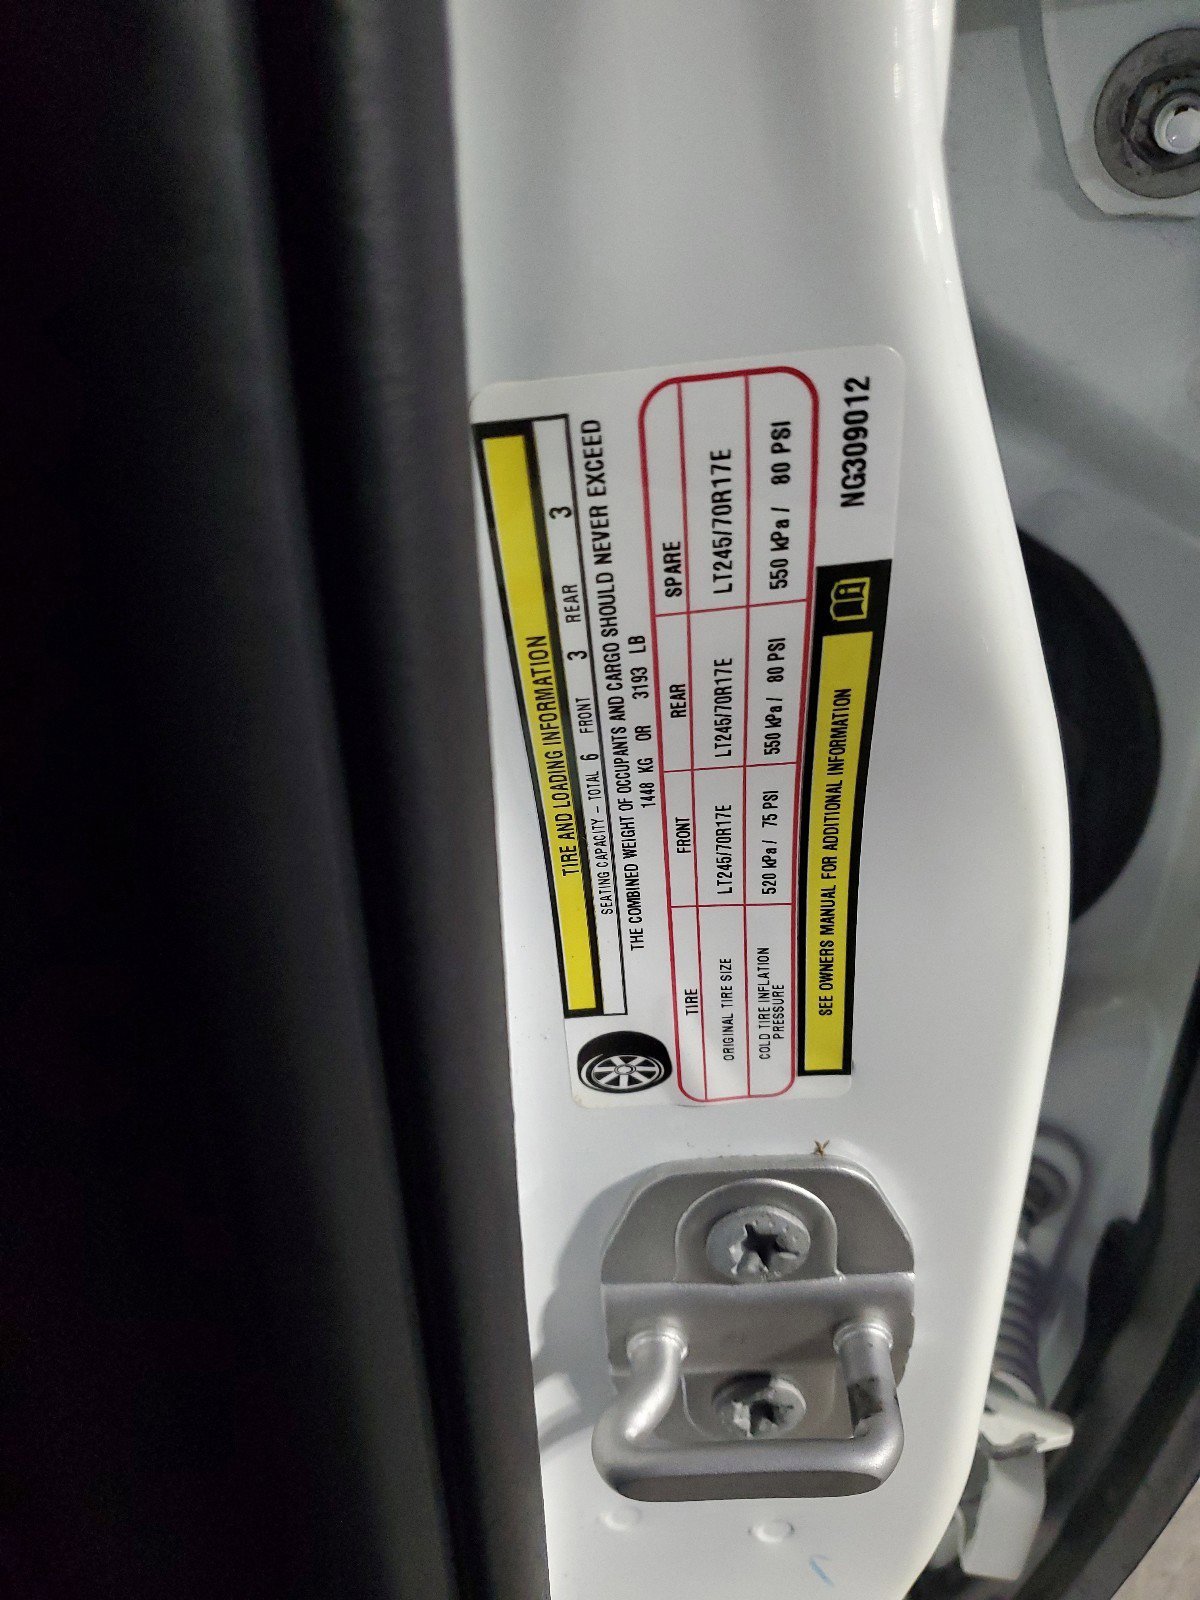 TIRE AND LOADING INFORMATION
SEATING CAPACITY - TOTAL 6 FRONT 3 REAR 3
THE COMBINED WEIGHT OF OCCUPANTS AND CARGO SHOULD NEVER EXCEED
1448 KG OR 3193 LB
TIRE FRONT REAR SPARE
ORIGINAL TIRE SIZE LT245/70R17E LT245/70R17E LT245/70R17E
COLD TIRE INFLATION PRESSURE 520 kPa / 75 PSI 550 kPa / 80 PSI 550 kPa / 80 PSI
SEE OWNERS MANUAL FOR ADDITIONAL INFORMATION
NG309012